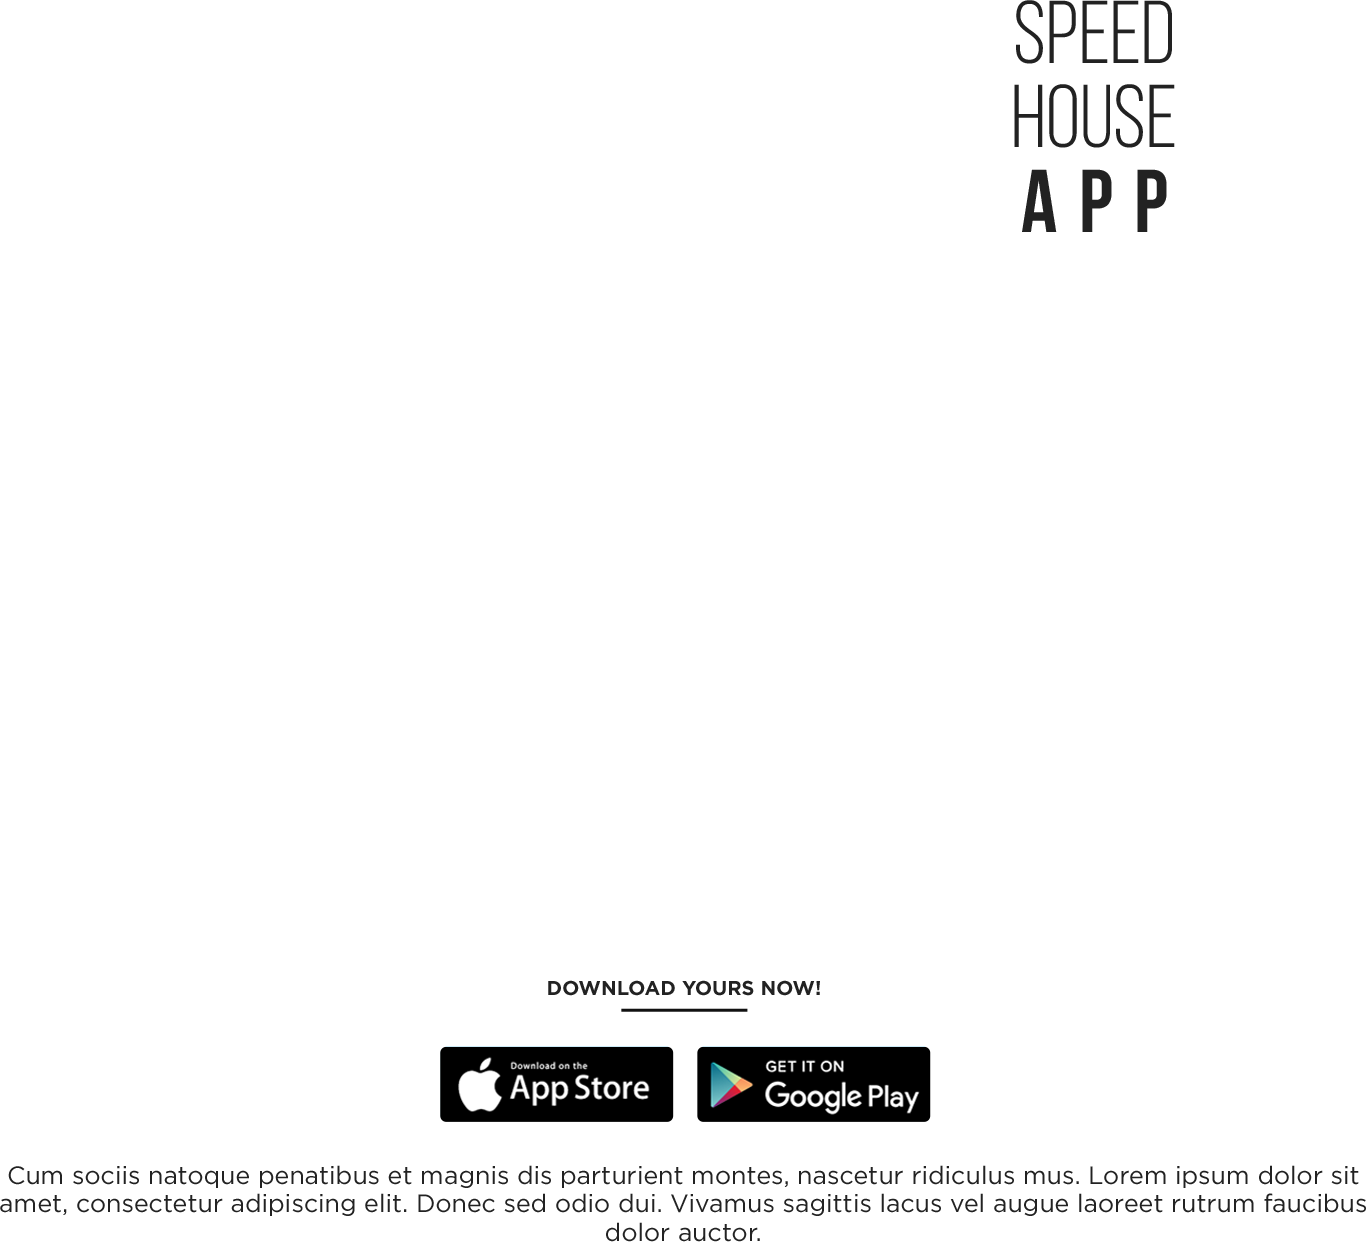 SPEED
HOUSE
APP
DOWNLOAD YOURS NOW!
Download on the
App Store
GET IT ON
Google Play
Cum sociis natoque penatibus et magnis dis parturient montes, nascetur ridiculus mus. Lorem ipsum dolor sit
amet, consectetur adipiscing elit. Donec sed odio dui. Vivamus sagittis lacus vel augue laoreet rutrum faucibus
dolor auctor.